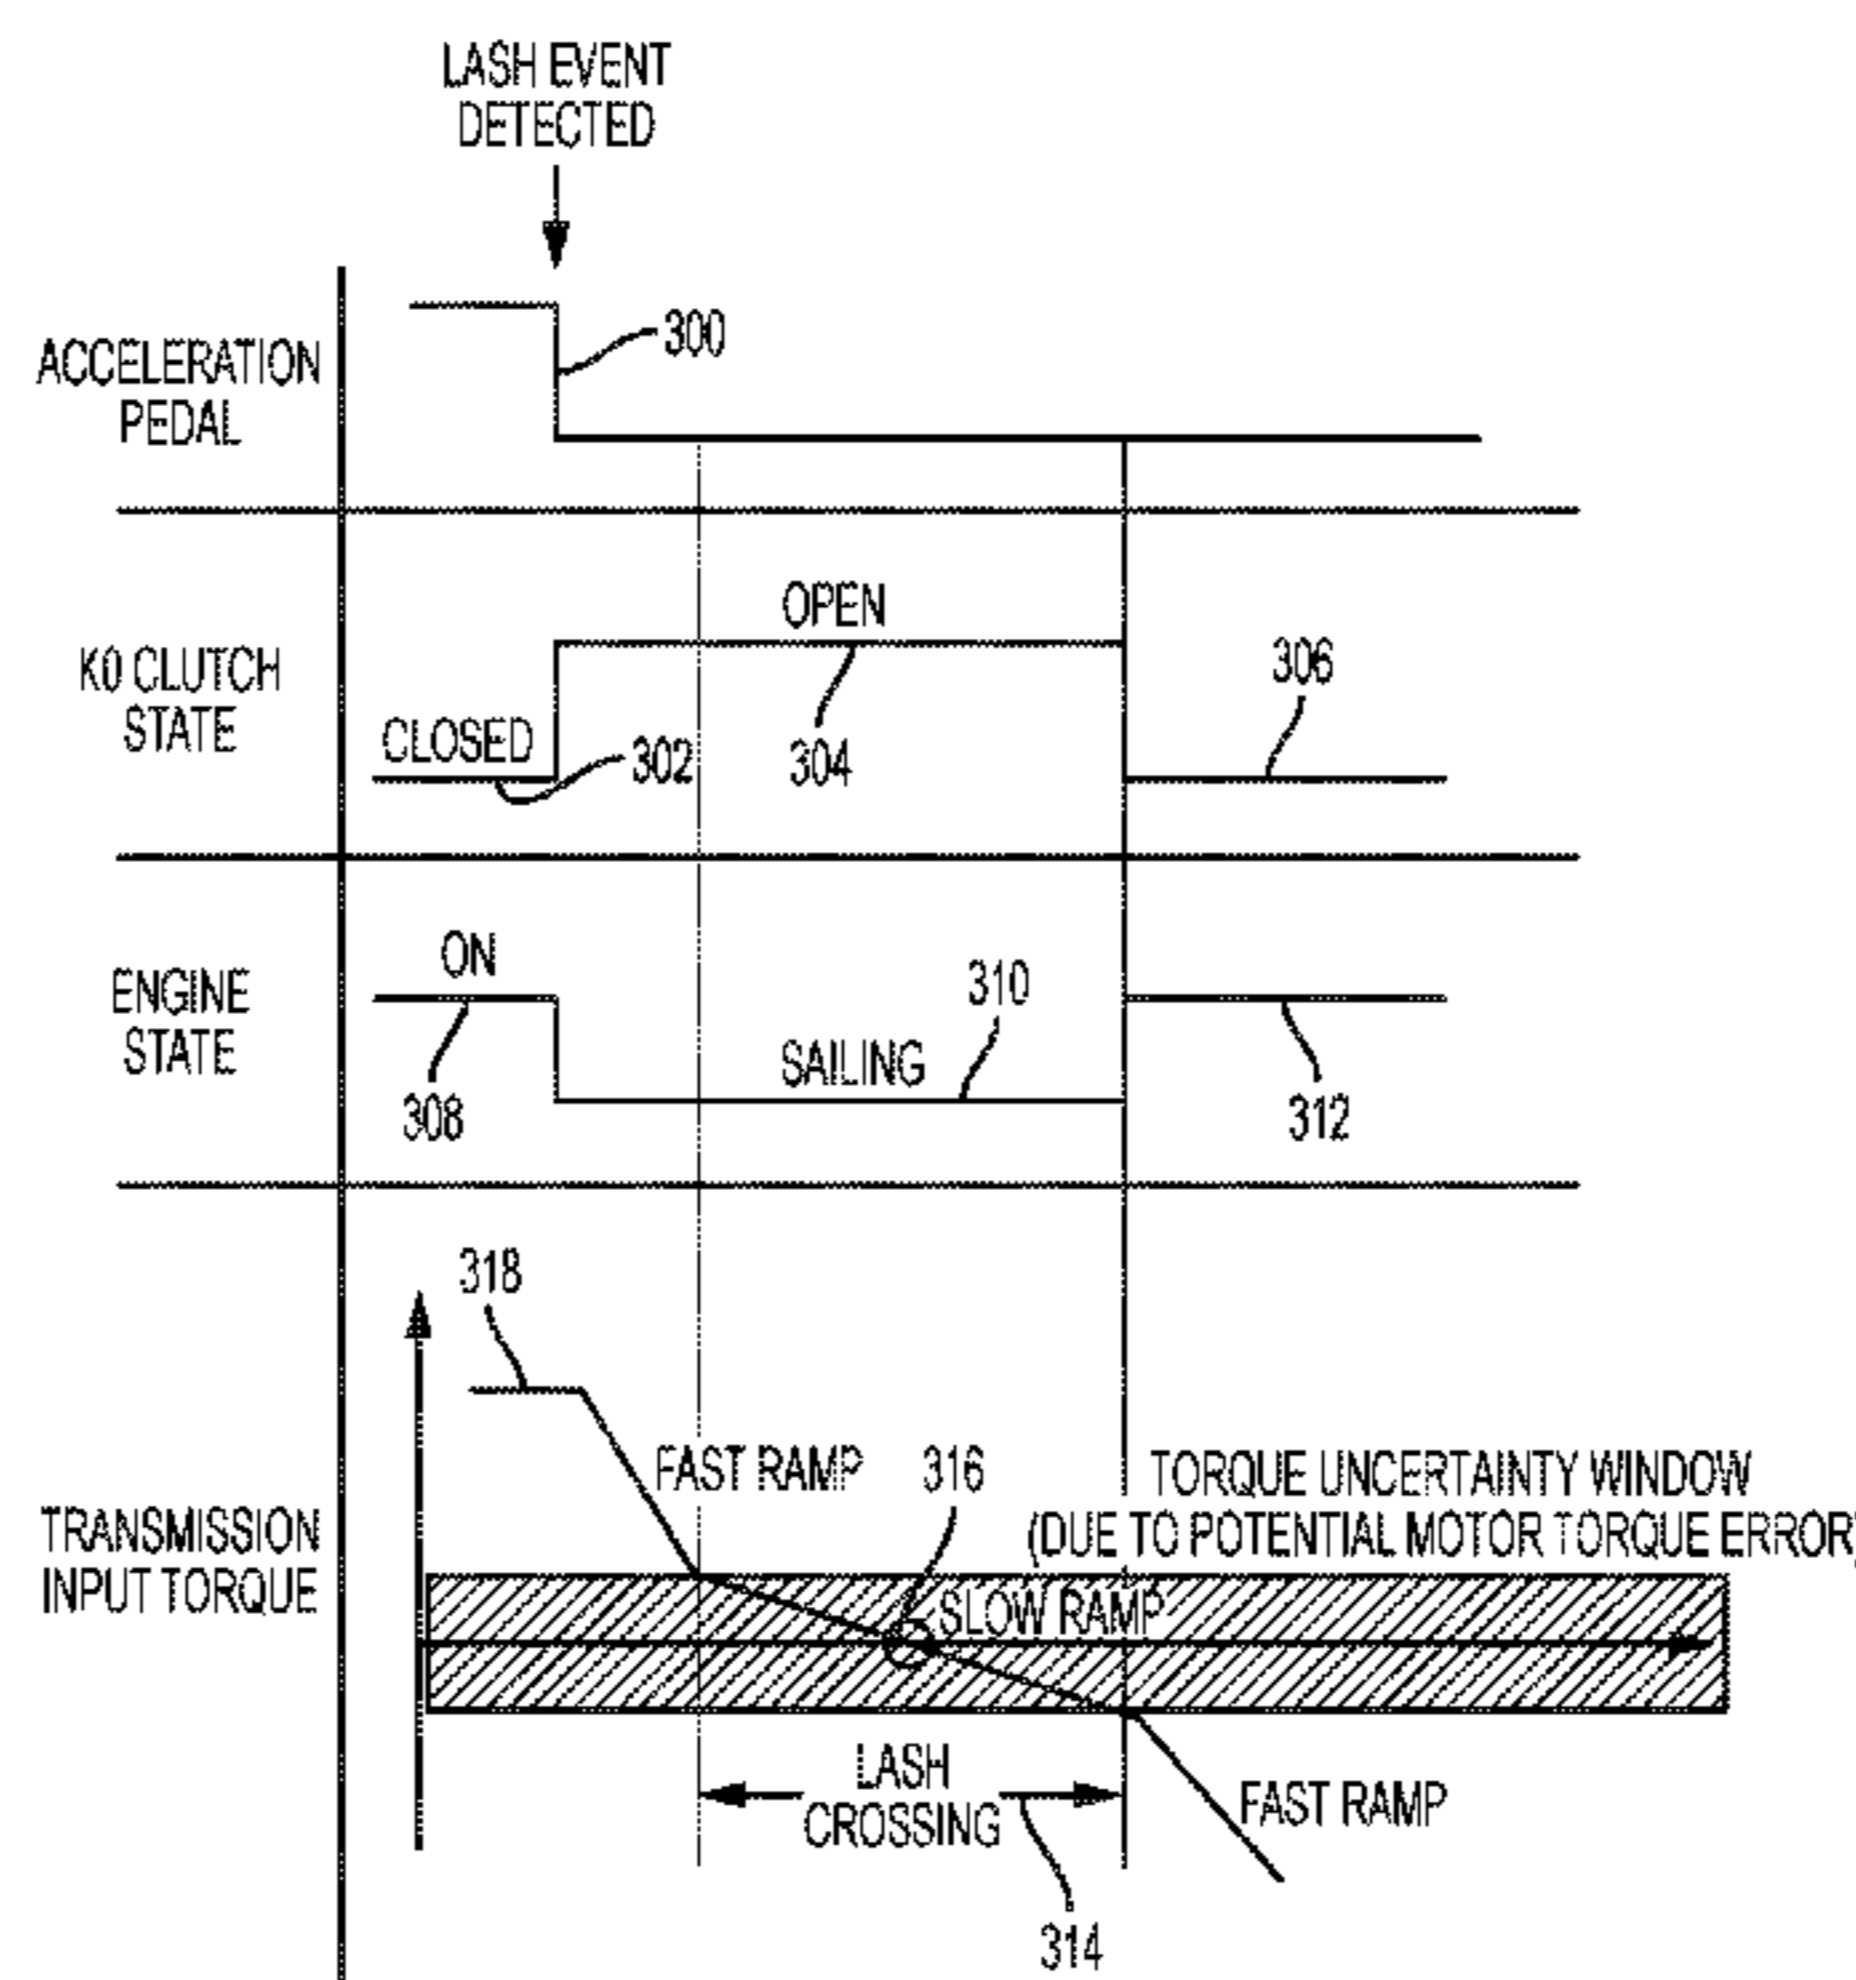 LASH EVENT
DETECTED
300
ACCELERATION
PEDAL
OPEN
K0 CLUTCH
STATE
CLOSED
302
304
306
ON
ENGINE
STATE
310
SAILING
308
312
318
FAST RAMP
316
TORQUE UNCERTAINTY WINDOW
(DUE TO POTENTIAL MOTOR TORQUE ERROR)
TRANSMISSION
INPUT TORQUE
SLOW RAMP
LASH
CROSSING
FAST RAMP
314